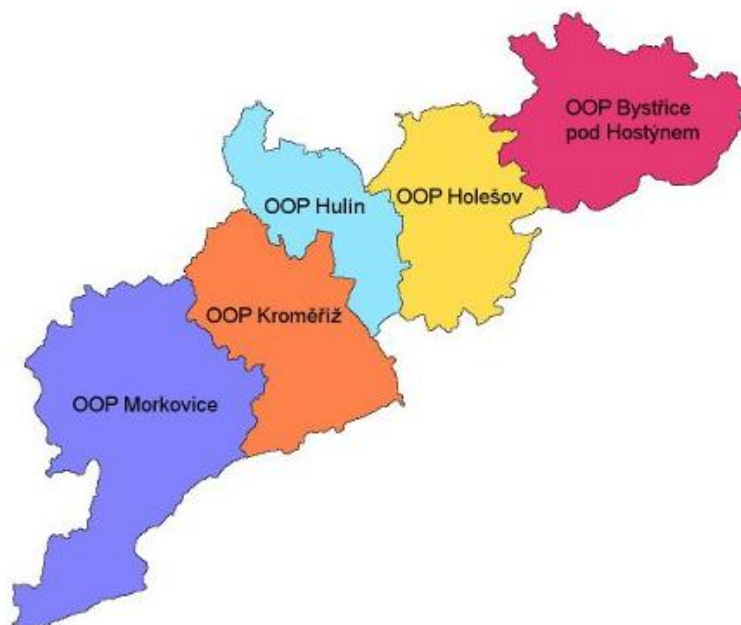 OOP Bystřice
pod Hostýnem
OOP Hulín
OOP Holešov
OOP Kroměříž
OOP Morkovice